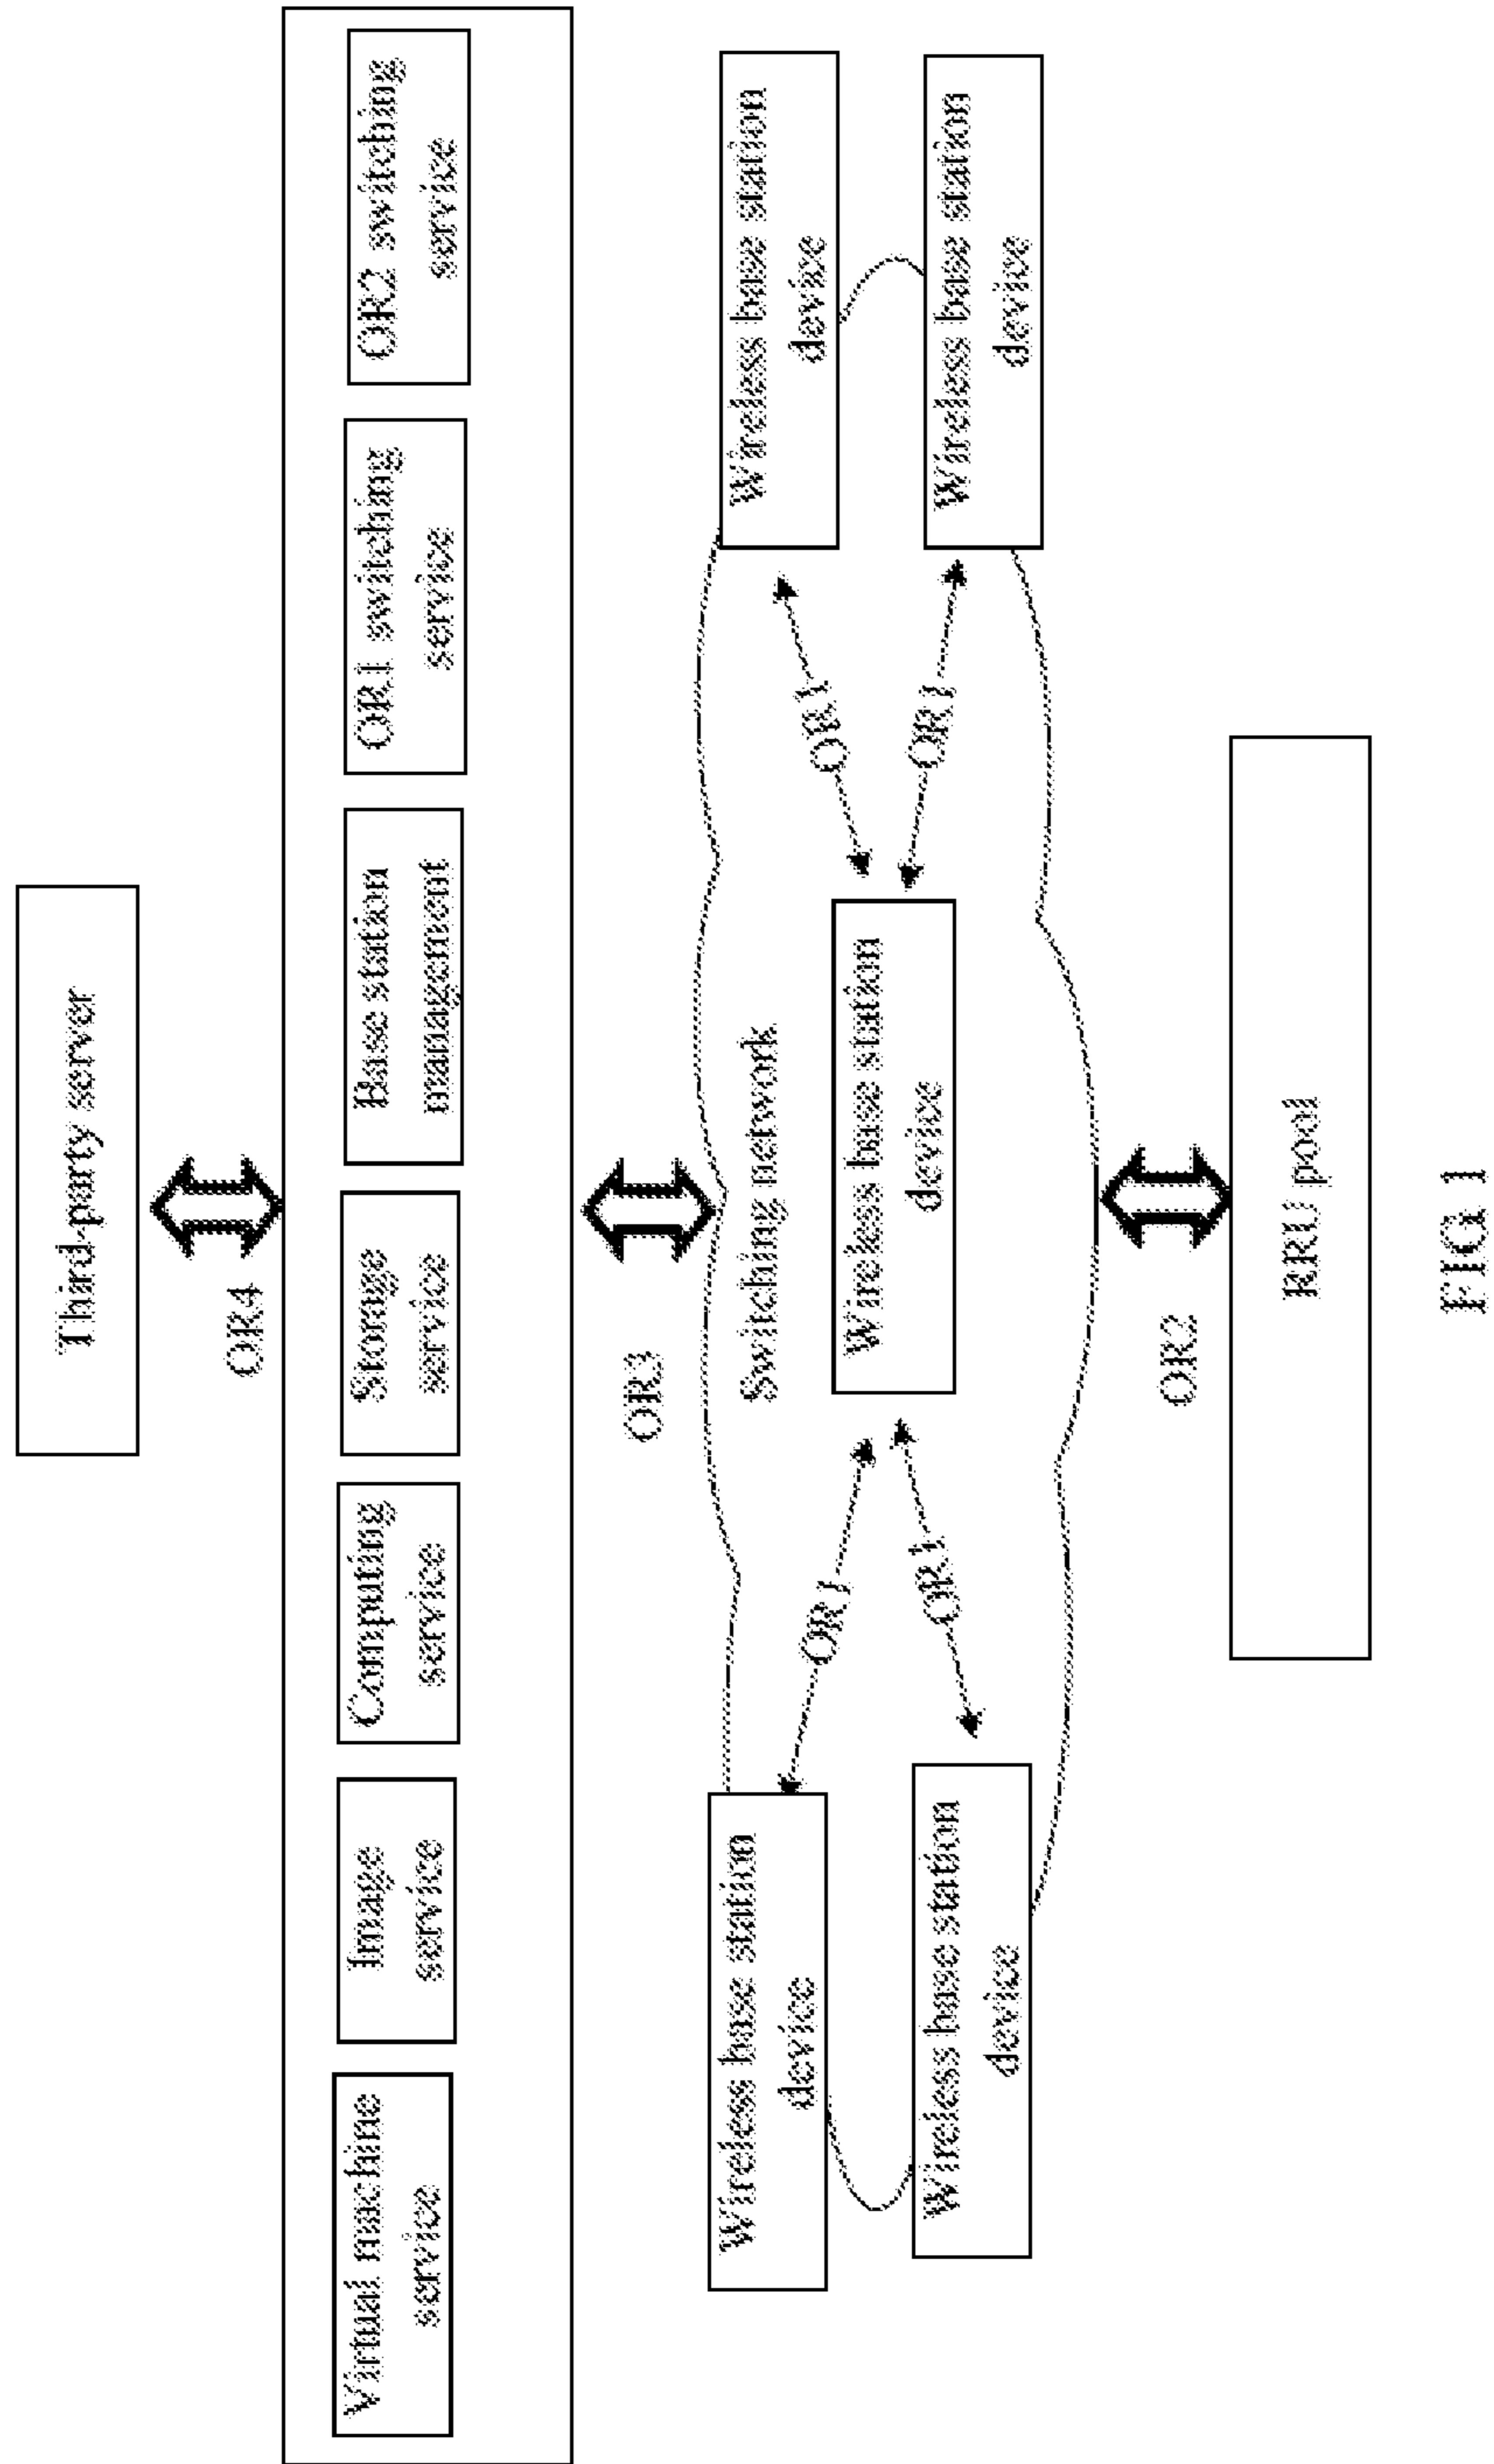 Third-party server
OR4
Virtual machine
service
Image
service
Computing
service
Storage
service
Base station
management
OR1 switching
service
OR2 switching
service
OR3
Switching network
Wireless base station
device
Wireless base station
device
OR1
OR1
Wireless base station
device
OR1
OR1
Wireless base station
device
Wireless base station
device
OR2
RRU pool
FIG 1